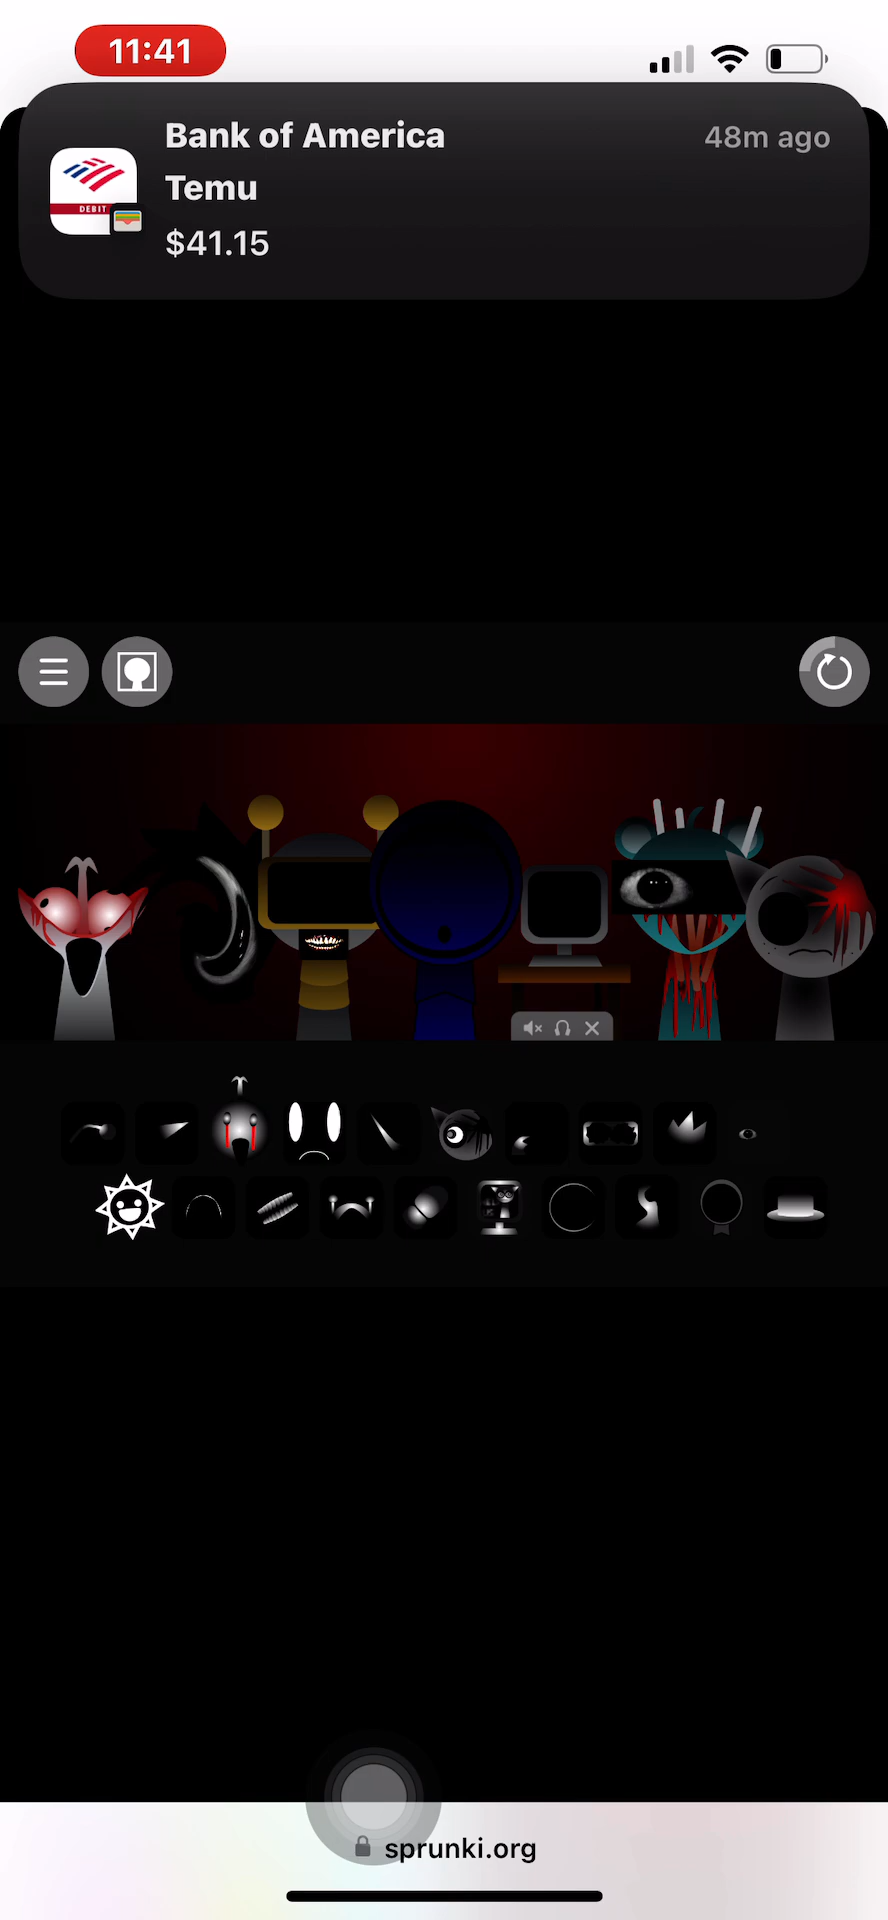 11:41
Bank of America
48m ago
Temu
$41.15
DEBIT
sprunki.org